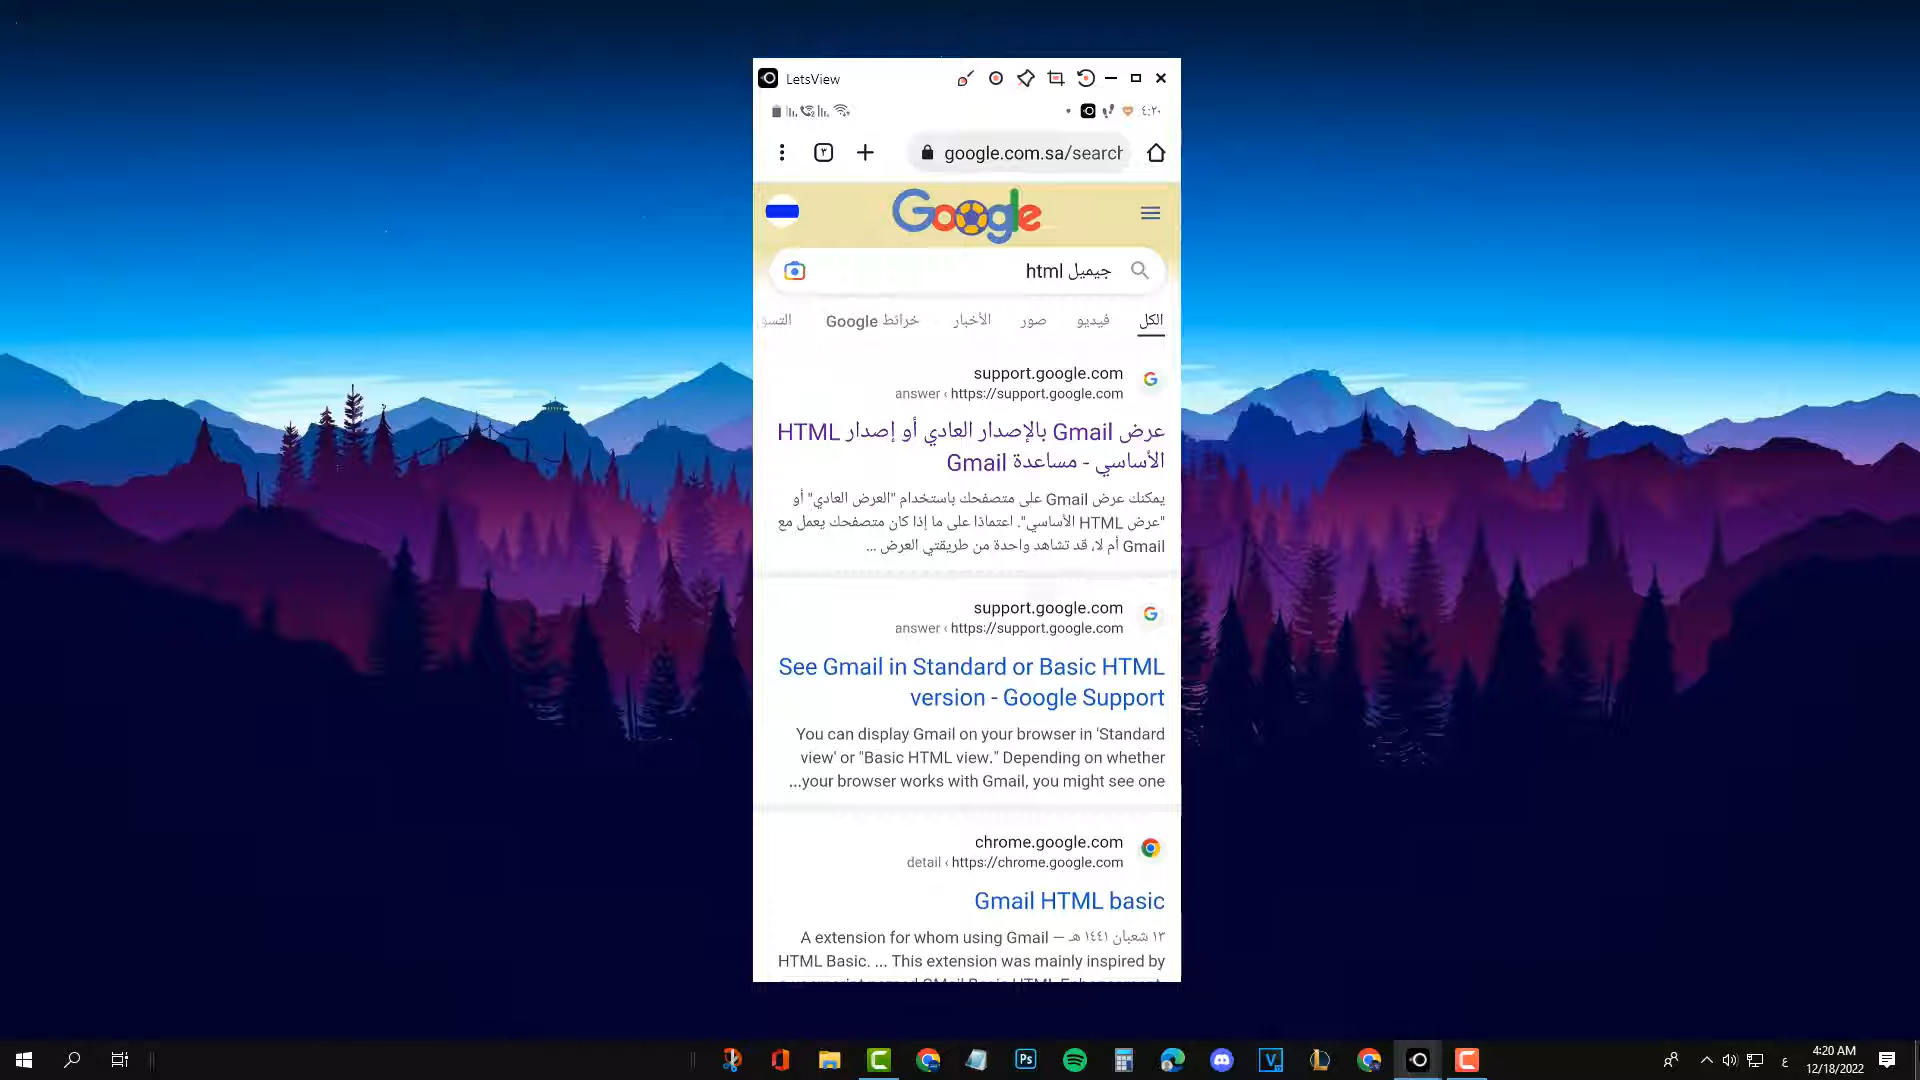 LetsView
٤:٢٠
٣
google.com.sa/search
Google
جيميل html
الكل فيديو صور الأخبار خرائط Google التسو
support.google.com
answer ‹ https://support.google.com
عرض Gmail بالإصدار العادي أو إصدار HTML
الأساسي - مساعدة Gmail
يمكنك عرض Gmail على متصفحك باستخدام "العرض العادي" أو
"عرض HTML الأساسي". اعتمادًا على ما إذا كان متصفحك يعمل مع
Gmail أم لا، قد تشاهد واحدة من طريقتي العرض ...
support.google.com
answer ‹ https://support.google.com
See Gmail in Standard or Basic HTML
version - Google Support
You can display Gmail on your browser in 'Standard
view' or "Basic HTML view." Depending on whether
...your browser works with Gmail, you might see one
chrome.google.com
detail ‹ https://chrome.google.com
Gmail HTML basic
١٣ شعبان ١٤٤١ هـ — A extension for whom using Gmail
HTML Basic. ... This extension was mainly inspired by
Ps
V
ع
4:20 AM
12/18/2022